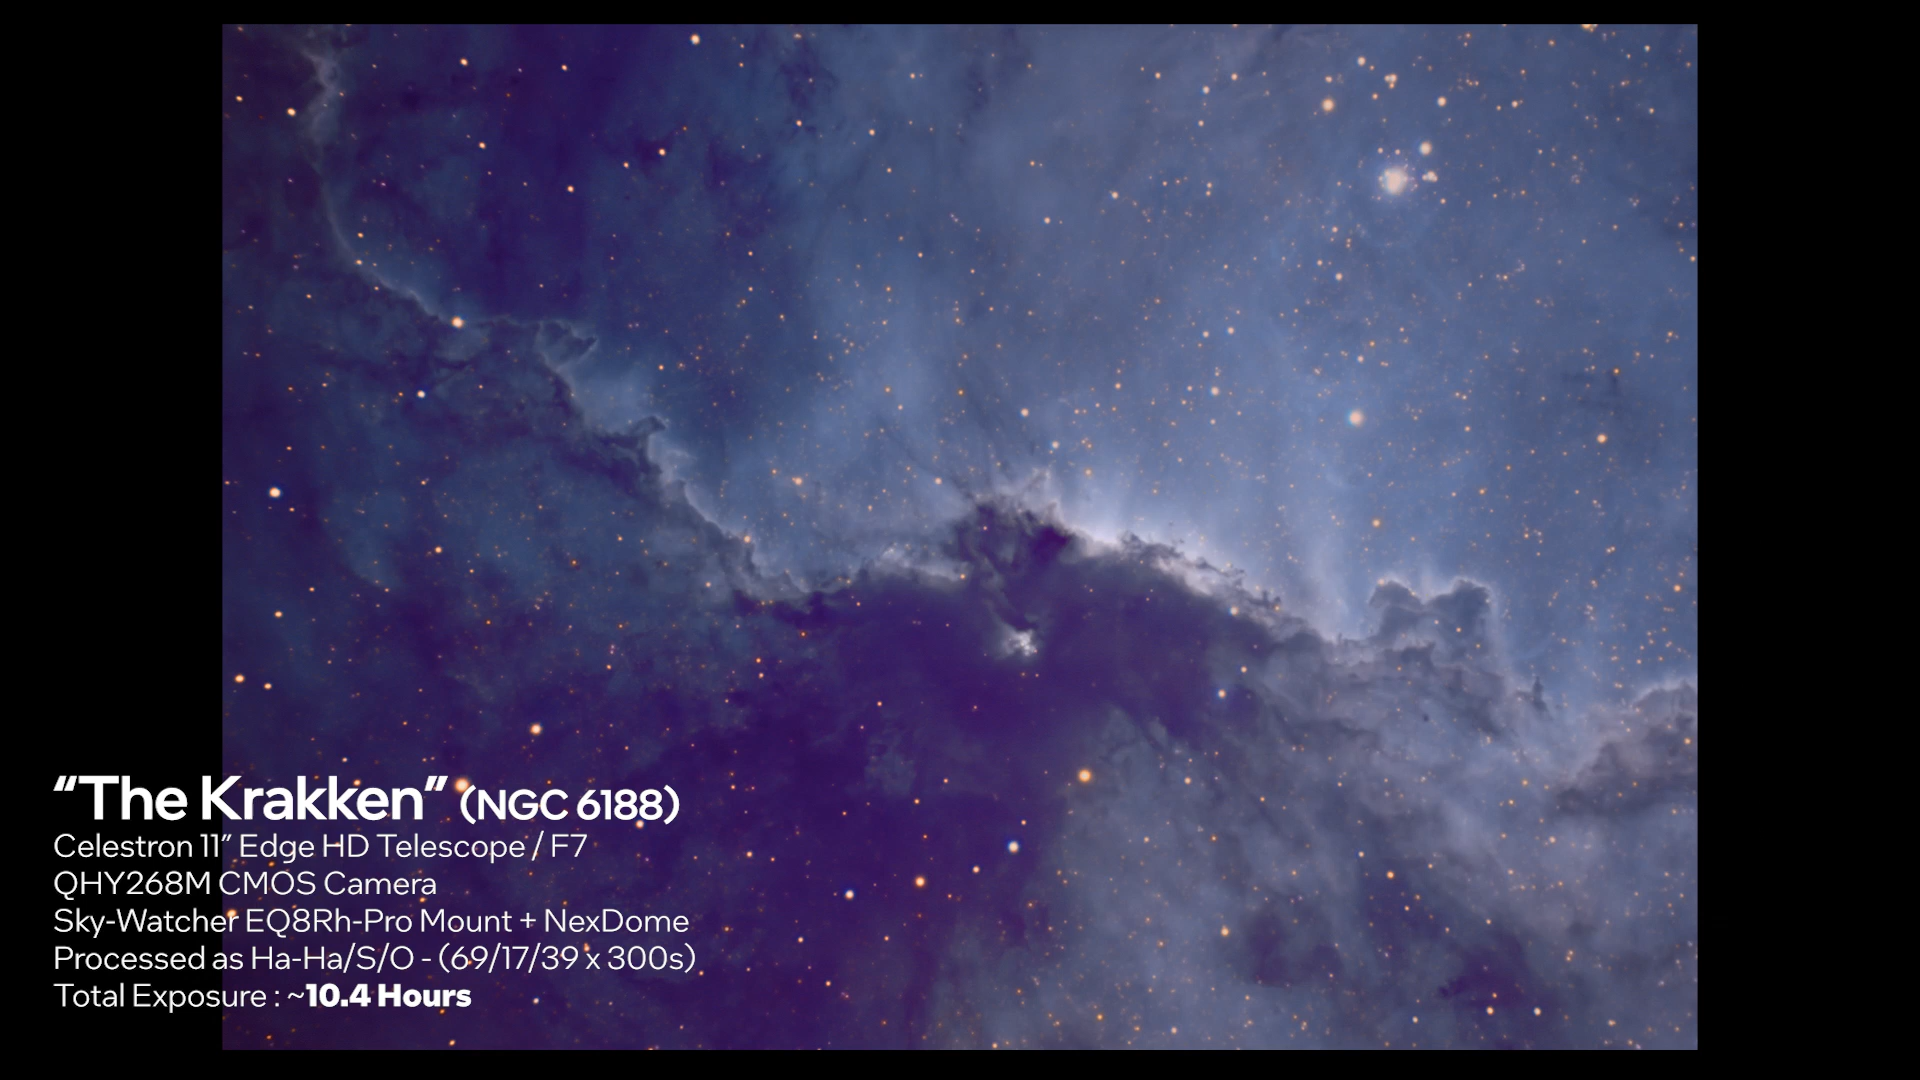 “The Krakken” (NGC 6188)
Celestron 11” Edge HD Telescope / F7
QHY268M CMOS Camera
Sky-Watcher EQ8Rh-Pro Mount + NexDome
Processed as Ha-Ha/S/O - (69/17/39 x 300s)
Total Exposure : ~10.4 Hours